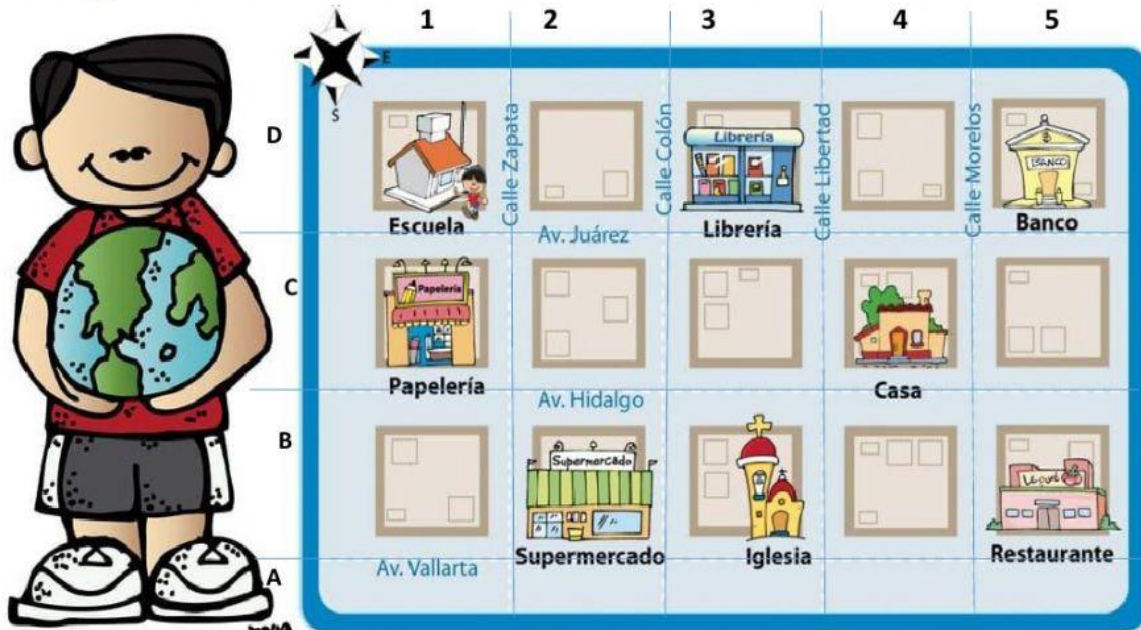 1 2 3 4 5
E
S
D
Calle Zapata
Calle Colón
Librería
Calle Libertad
Calle Morelos
BANCO
Escuela
Av. Juárez
Librería
Banco
C
Papelería
Papelería
Av. Hidalgo
Casa
B
Supermercado
Supermercado
Iglesia
Restaurante
A
Av. Vallarta